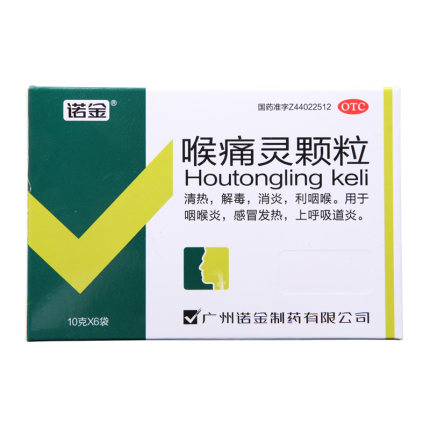 诺金®
国药准字Z44022512 OTC
喉痛灵颗粒
Houtongling keli
清热，解毒，消炎，利咽喉。用于
咽喉炎，感冒发热，上呼吸道炎。
10克X6袋
广州诺金制药有限公司